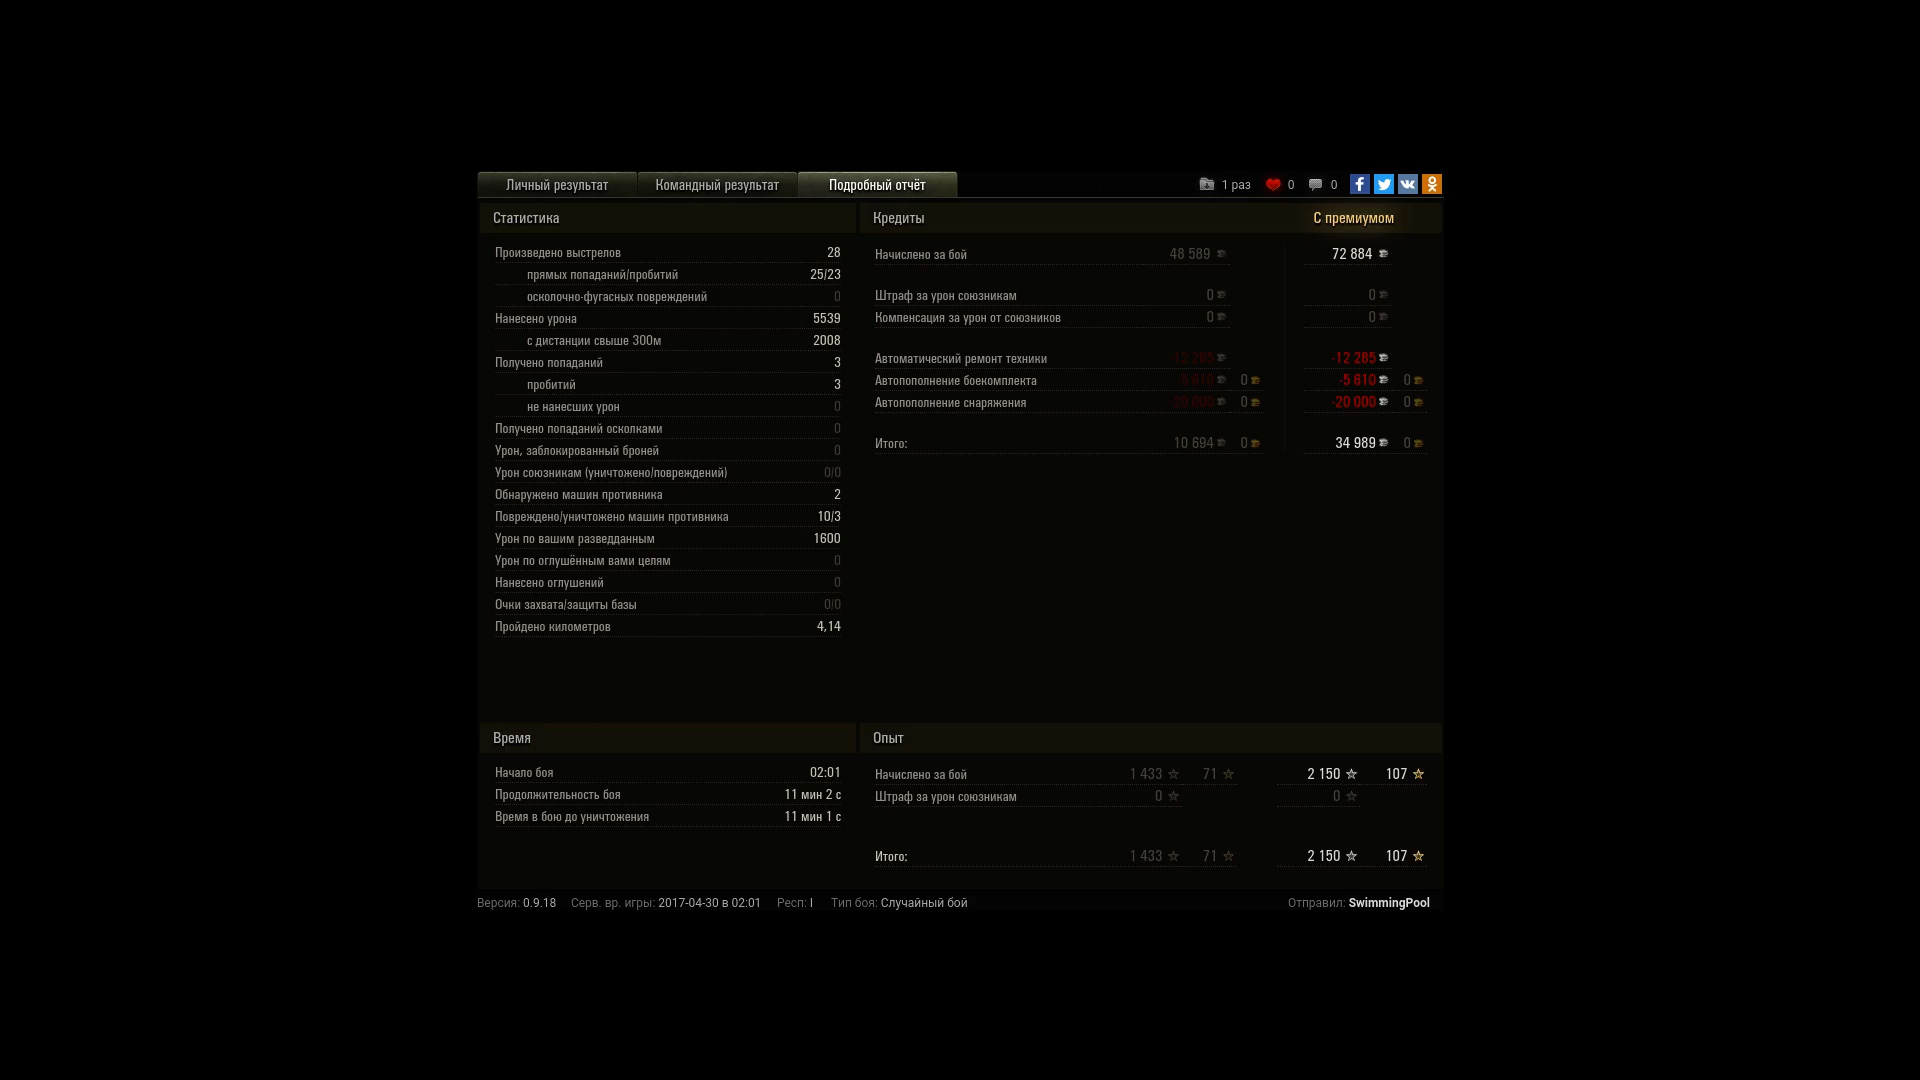 Личный результат Командный результат Подробный отчёт 1 раз 0 0
Статистика
Произведено выстрелов 28
прямых попаданий/пробитий 25/23
осколочно-фугасных повреждений 0
Нанесено урона 5539
с дистанции свыше 300м 2008
Получено попаданий 3
пробитий 3
не нанесших урон 0
Получено попаданий осколками 0
Урон, заблокированный броней 0
Урон союзникам (уничтожено/повреждений) 0/0
Обнаружено машин противника 2
Повреждено/уничтожено машин противника 10/3
Урон по вашим разведданным 1600
Урон по оглушённым вами целям 0
Нанесено оглушений 0
Очки захвата/защиты базы 0/0
Пройдено километров 4,14
Кредиты С премиумом
Начислено за бой 48 589 72 884
Штраф за урон союзникам 0 0
Компенсация за урон от союзников 0 0
Автоматический ремонт техники -12 285 -12 285
Автопополнение боекомплекта -5 610 0 -5 610 0
Автопополнение снаряжения -20 000 0 -20 000 0
Итого: 10 694 0 34 989 0
Время
Начало боя 02:01
Продолжительность боя 11 мин 2 с
Время в бою до уничтожения 11 мин 1 с
Опыт
Начислено за бой 1 433 71 2 150 107
Штраф за урон союзникам 0 0
Итого: 1 433 71 2 150 107
Версия: 0.9.18 Серв. вр. игры: 2017-04-30 в 02:01 Респ: I Тип боя: Случайный бой Отправил: SwimmingPool